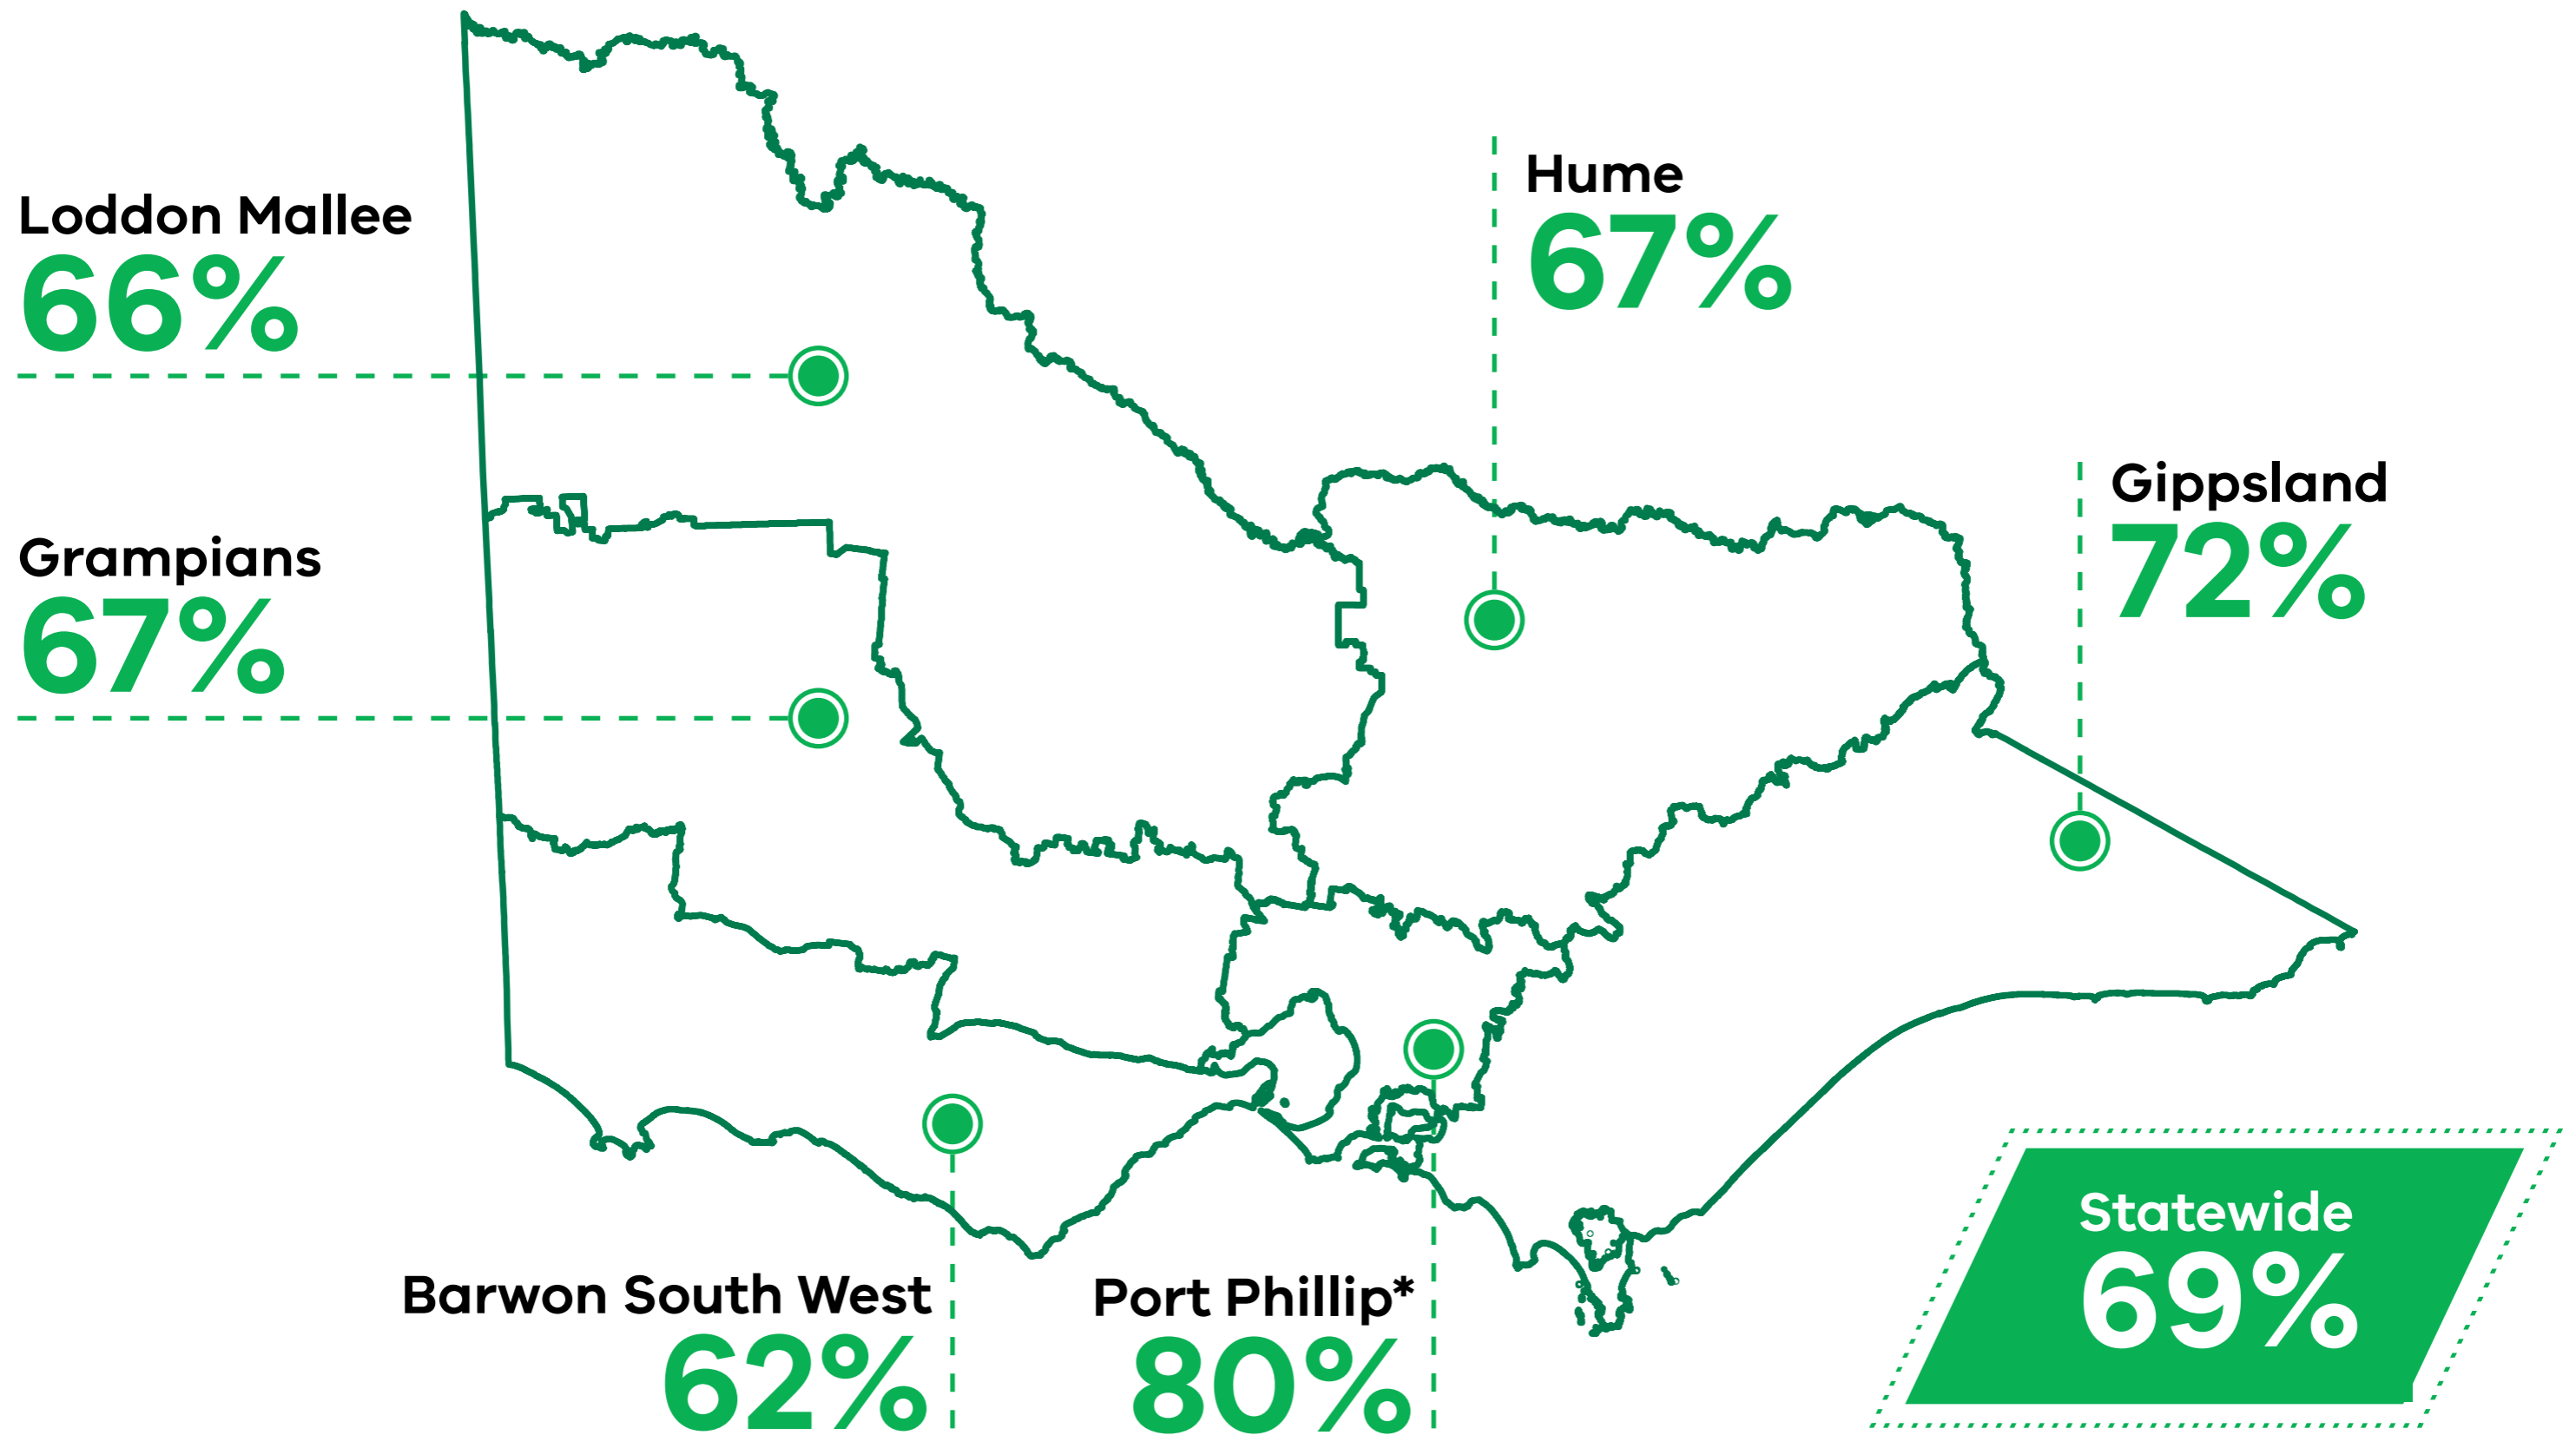 Hume
67%
Loddon Mallee
66%
Gippsland
72%
Grampians
67%
Statewide
69%
Barwon South West
62%
Port Phillip*
80%